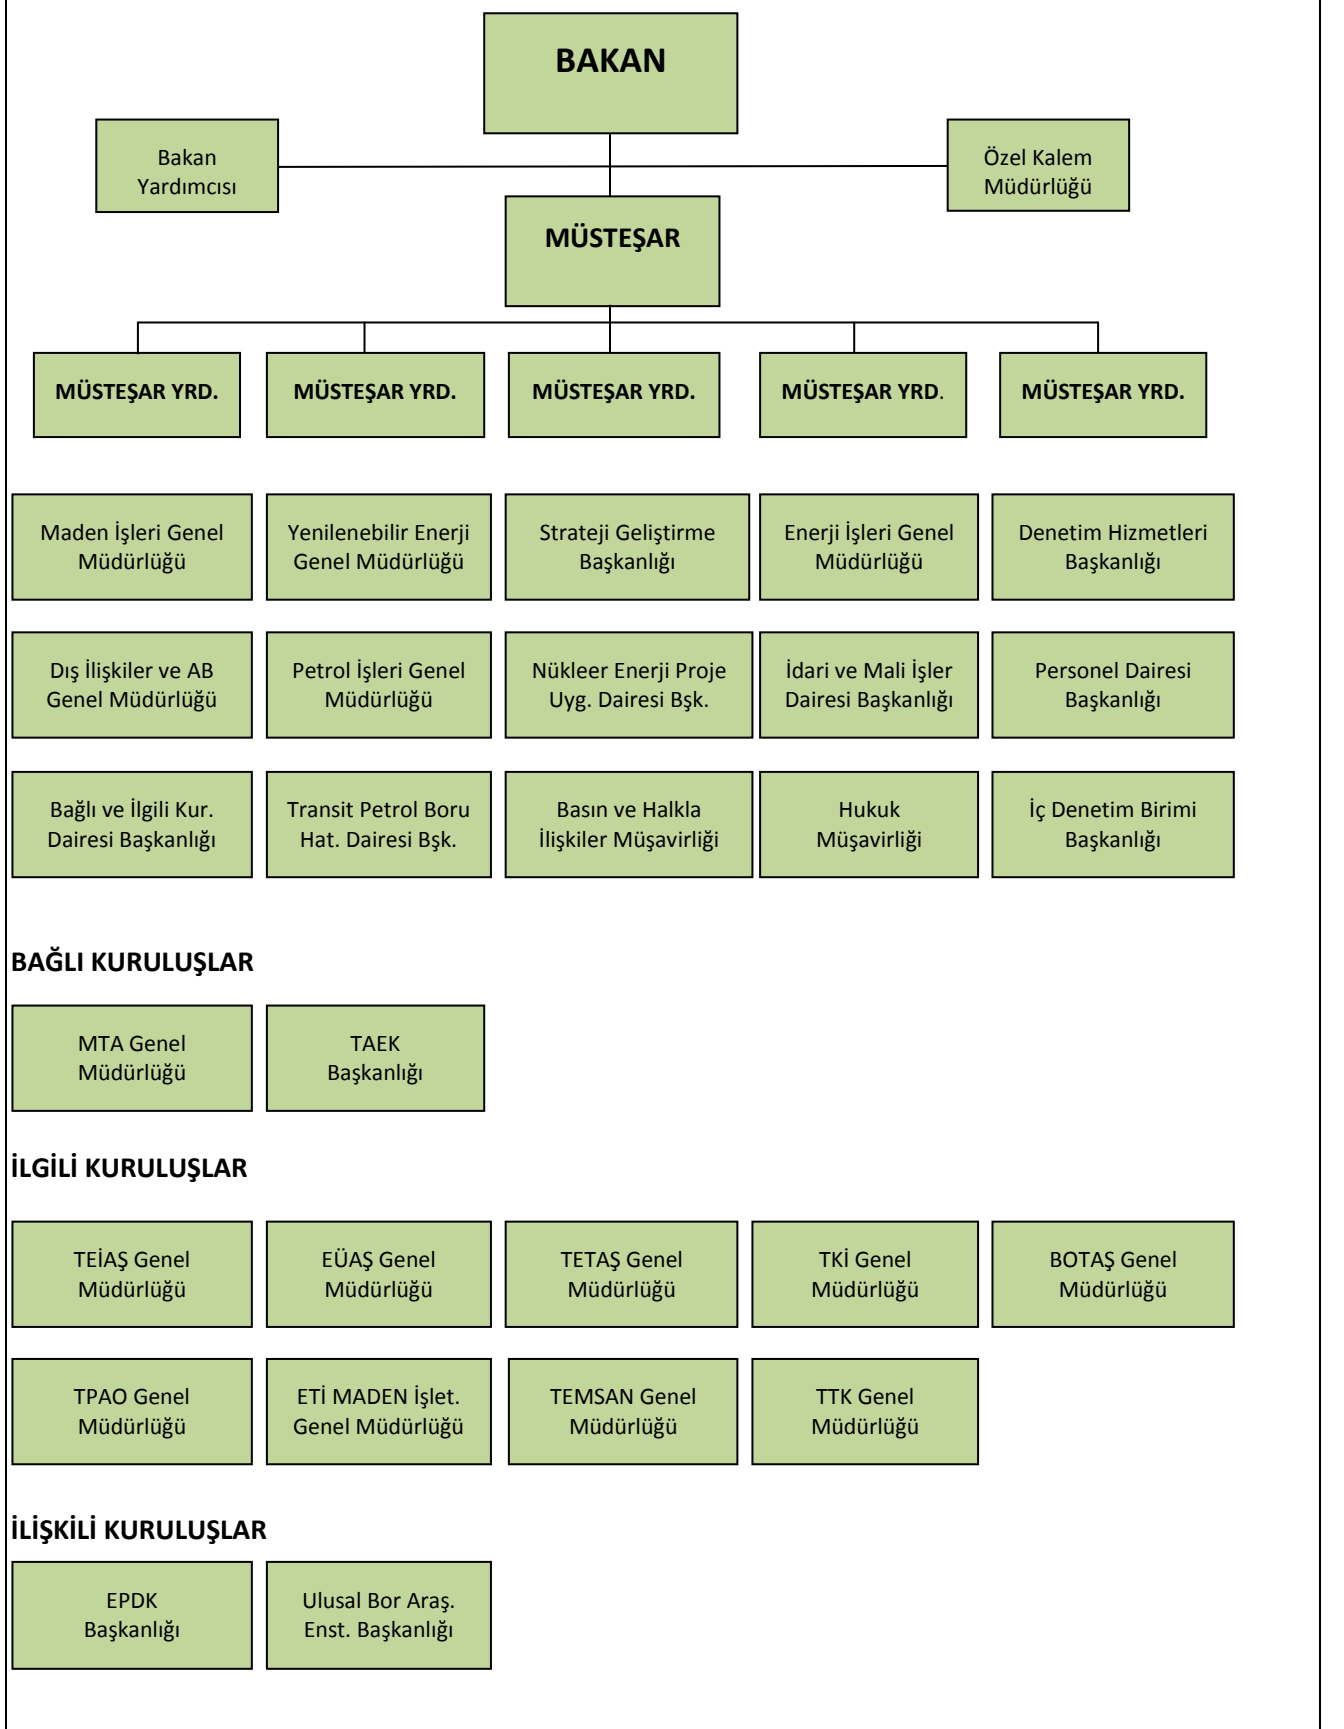 BAKAN
Bakan
Yardımcısı
Özel Kalem
Müdürlüğü
MÜSTEŞAR
MÜSTEŞAR YRD.
MÜSTEŞAR YRD.
MÜSTEŞAR YRD.
MÜSTEŞAR YRD.
MÜSTEŞAR YRD.
Maden İşleri Genel
Müdürlüğü
Yenilenebilir Enerji
Genel Müdürlüğü
Strateji Geliştirme
Başkanlığı
Enerji İşleri Genel
Müdürlüğü
Denetim Hizmetleri
Başkanlığı
Dış İlişkiler ve AB
Genel Müdürlüğü
Petrol İşleri Genel
Müdürlüğü
Nükleer Enerji Proje
Uyg. Dairesi Bşk.
İdari ve Mali İşler
Dairesi Başkanlığı
Personel Dairesi
Başkanlığı
Bağlı ve İlgili Kur.
Dairesi Başkanlığı
Transit Petrol Boru
Hat. Dairesi Bşk.
Basın ve Halkla
İlişkiler Müşavirliği
Hukuk
Müşavirliği
İç Denetim Birimi
Başkanlığı
BAĞLI KURULUŞLAR
MTA Genel
Müdürlüğü
TAEK
Başkanlığı
İLGİLİ KURULUŞLAR
TEİAŞ Genel
Müdürlüğü
EÜAŞ Genel
Müdürlüğü
TETAŞ Genel
Müdürlüğü
TKİ Genel
Müdürlüğü
BOTAŞ Genel
Müdürlüğü
TPAO Genel
Müdürlüğü
ETİ MADEN İşlet.
Genel Müdürlüğü
TEMSAN Genel
Müdürlüğü
TTK Genel
Müdürlüğü
İLİŞKİLİ KURULUŞLAR
EPDK
Başkanlığı
Ulusal Bor Araş.
Enst. Başkanlığı